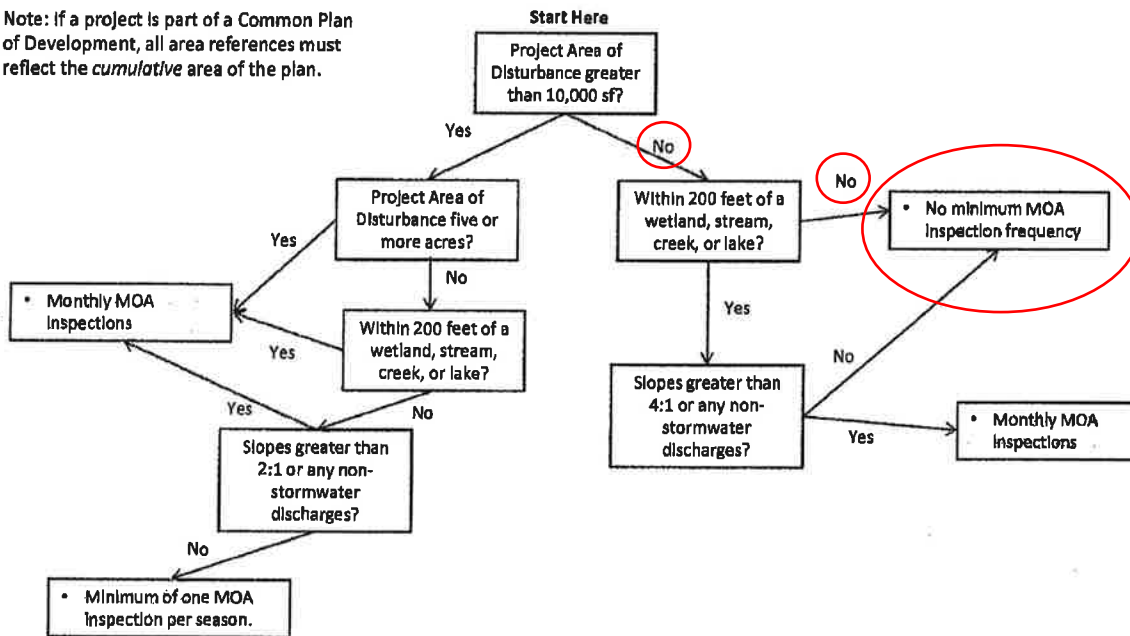 Note: If a project is part of a Common Plan
of Development, all area references must
reflect the cumulative area of the plan.
Start Here
Project Area of
Disturbance greater
than 10,000 sf?
Yes
No
Project Area of
Disturbance five or
more acres?
Within 200 feet of a
wetland, stream,
creek, or lake?
No
• No minimum MOA
inspection frequency
Yes
No
Yes
No
• Monthly MOA
Inspections
Within 200 feet of a
wetland, stream,
creek, or lake?
Yes
Slopes greater than
4:1 or any non-
stormwater
discharges?
Yes
• Monthly MOA
Inspections
Yes
No
Slopes greater than
2:1 or any non-
stormwater
discharges?
No
• Minimum of one MOA
inspection per season.